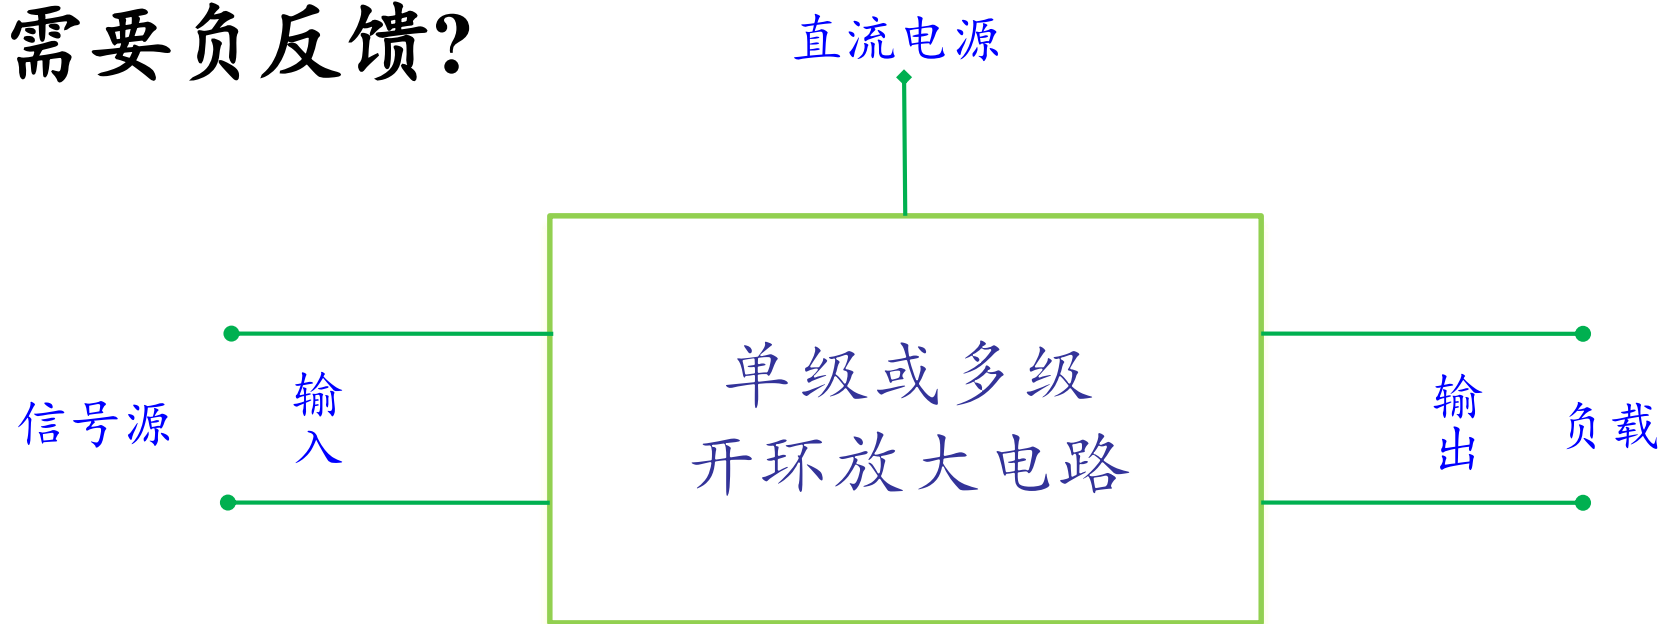 需要负反馈?
直流电源
单级或多级
开环放大电路
信号源
输入
输出
负载